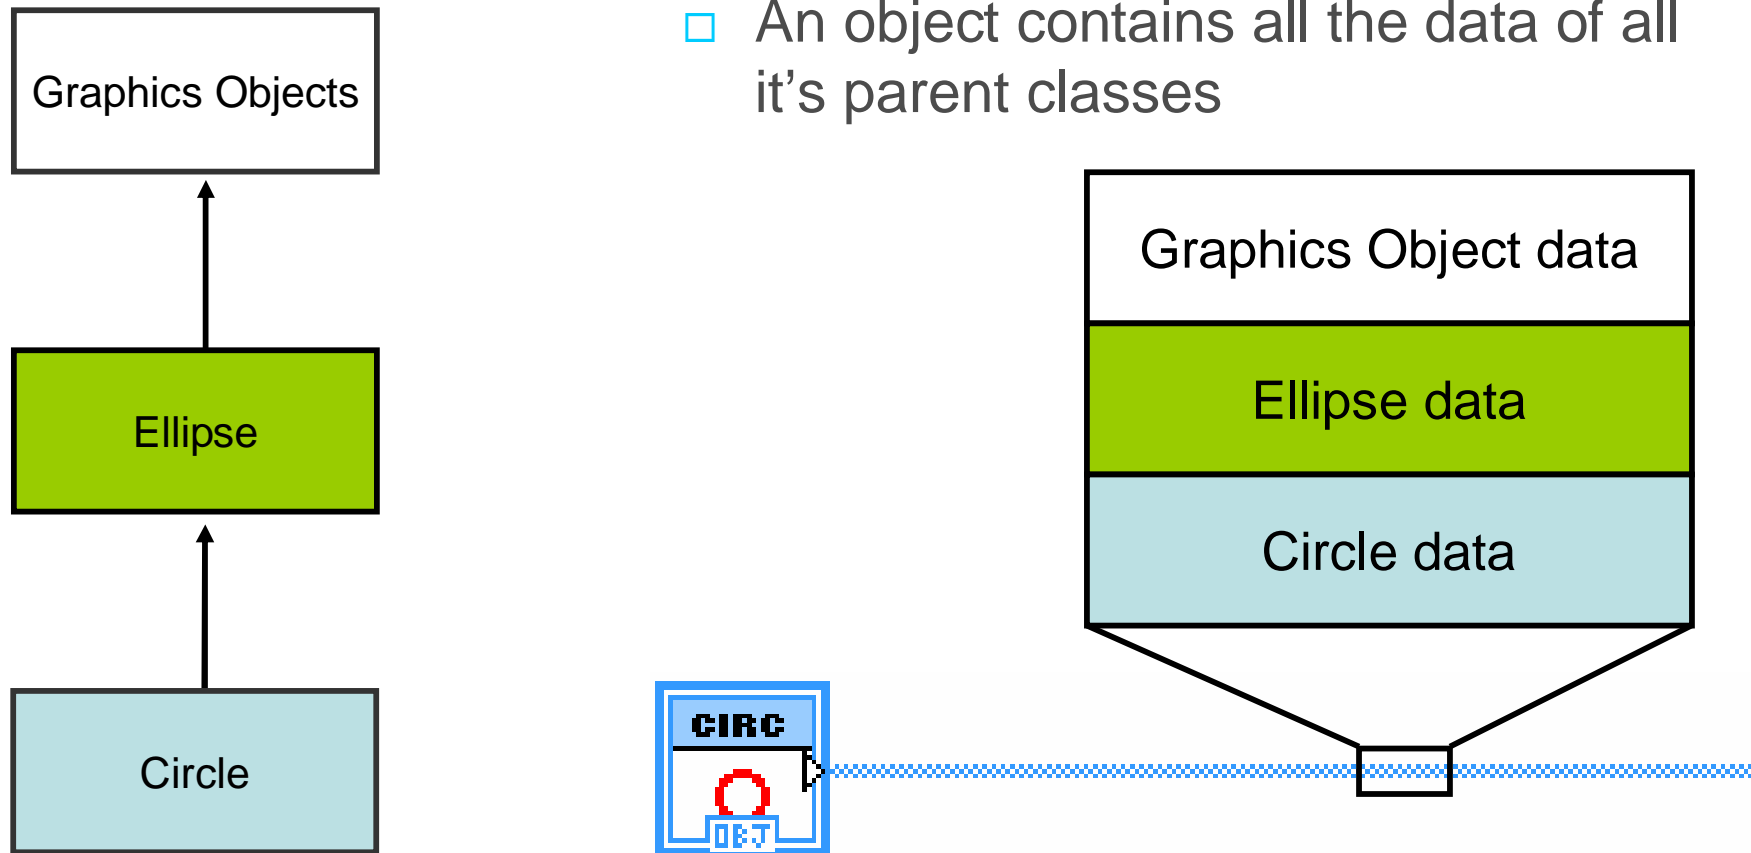 An object contains all the data of all
it's parent classes
Graphics Objects
Ellipse
Circle
Graphics Object data
Ellipse data
Circle data
CIRC
OBJ